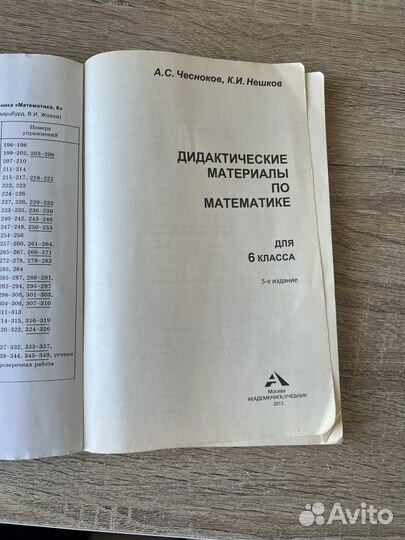 ника «Математика, 6»
варцбурд, В.И. Жохов)
Номера
упражнений
196–198
199–202, 203–206
207–210
211–214
215–217, 218–221
222, 223
224–226
227, 228, 229–232
233–235, 236–239
240–242, 243–246
247–249, 250–253
254–256
257–260, 261–264,
265–267, 268–271
272–278, 279–282
283, 284
285–287, 288–291,
292–294, 295–297
298–300, 301–303,
304–306, 307–310
311–313
314, 315, 316–319
320–322, 324–326
327–332, 333–357,
338–344, 345–349, устная
проверочная работа
А.С. Чесноков, К.И. Нешков
ДИДАКТИЧЕСКИЕ
МАТЕРИАЛЫ
ПО
МАТЕМАТИКЕ
ДЛЯ
6 КЛАССА
5-е издание
Москва
АКАДЕМКНИГА/УЧЕБНИК
2013
Avito